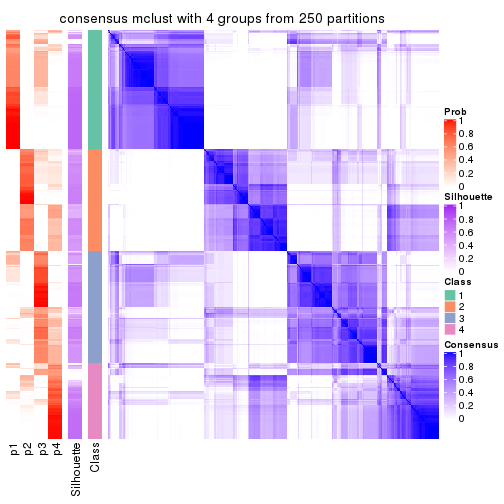 consensus mclust with 4 groups from 250 partitions
Prob
1
0.8
0.6
0.4
0.2
0
Silhouette
1
0.8
0.6
0.4
0.2
0
Class
1
2
3
4
Consensus
1
0.8
0.6
0.4
0.2
0
p1
p2
p3
p4
Silhouette
Class